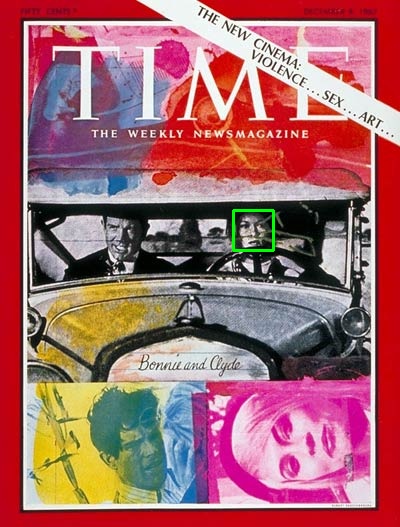 FIFTY CENTS
DECEMBER 8, 1967
THE NEW CINEMA:
VIOLENCE...SEX...ART...
TIME
THE WEEKLY NEWSMAGAZINE
Bonnie and Clyde